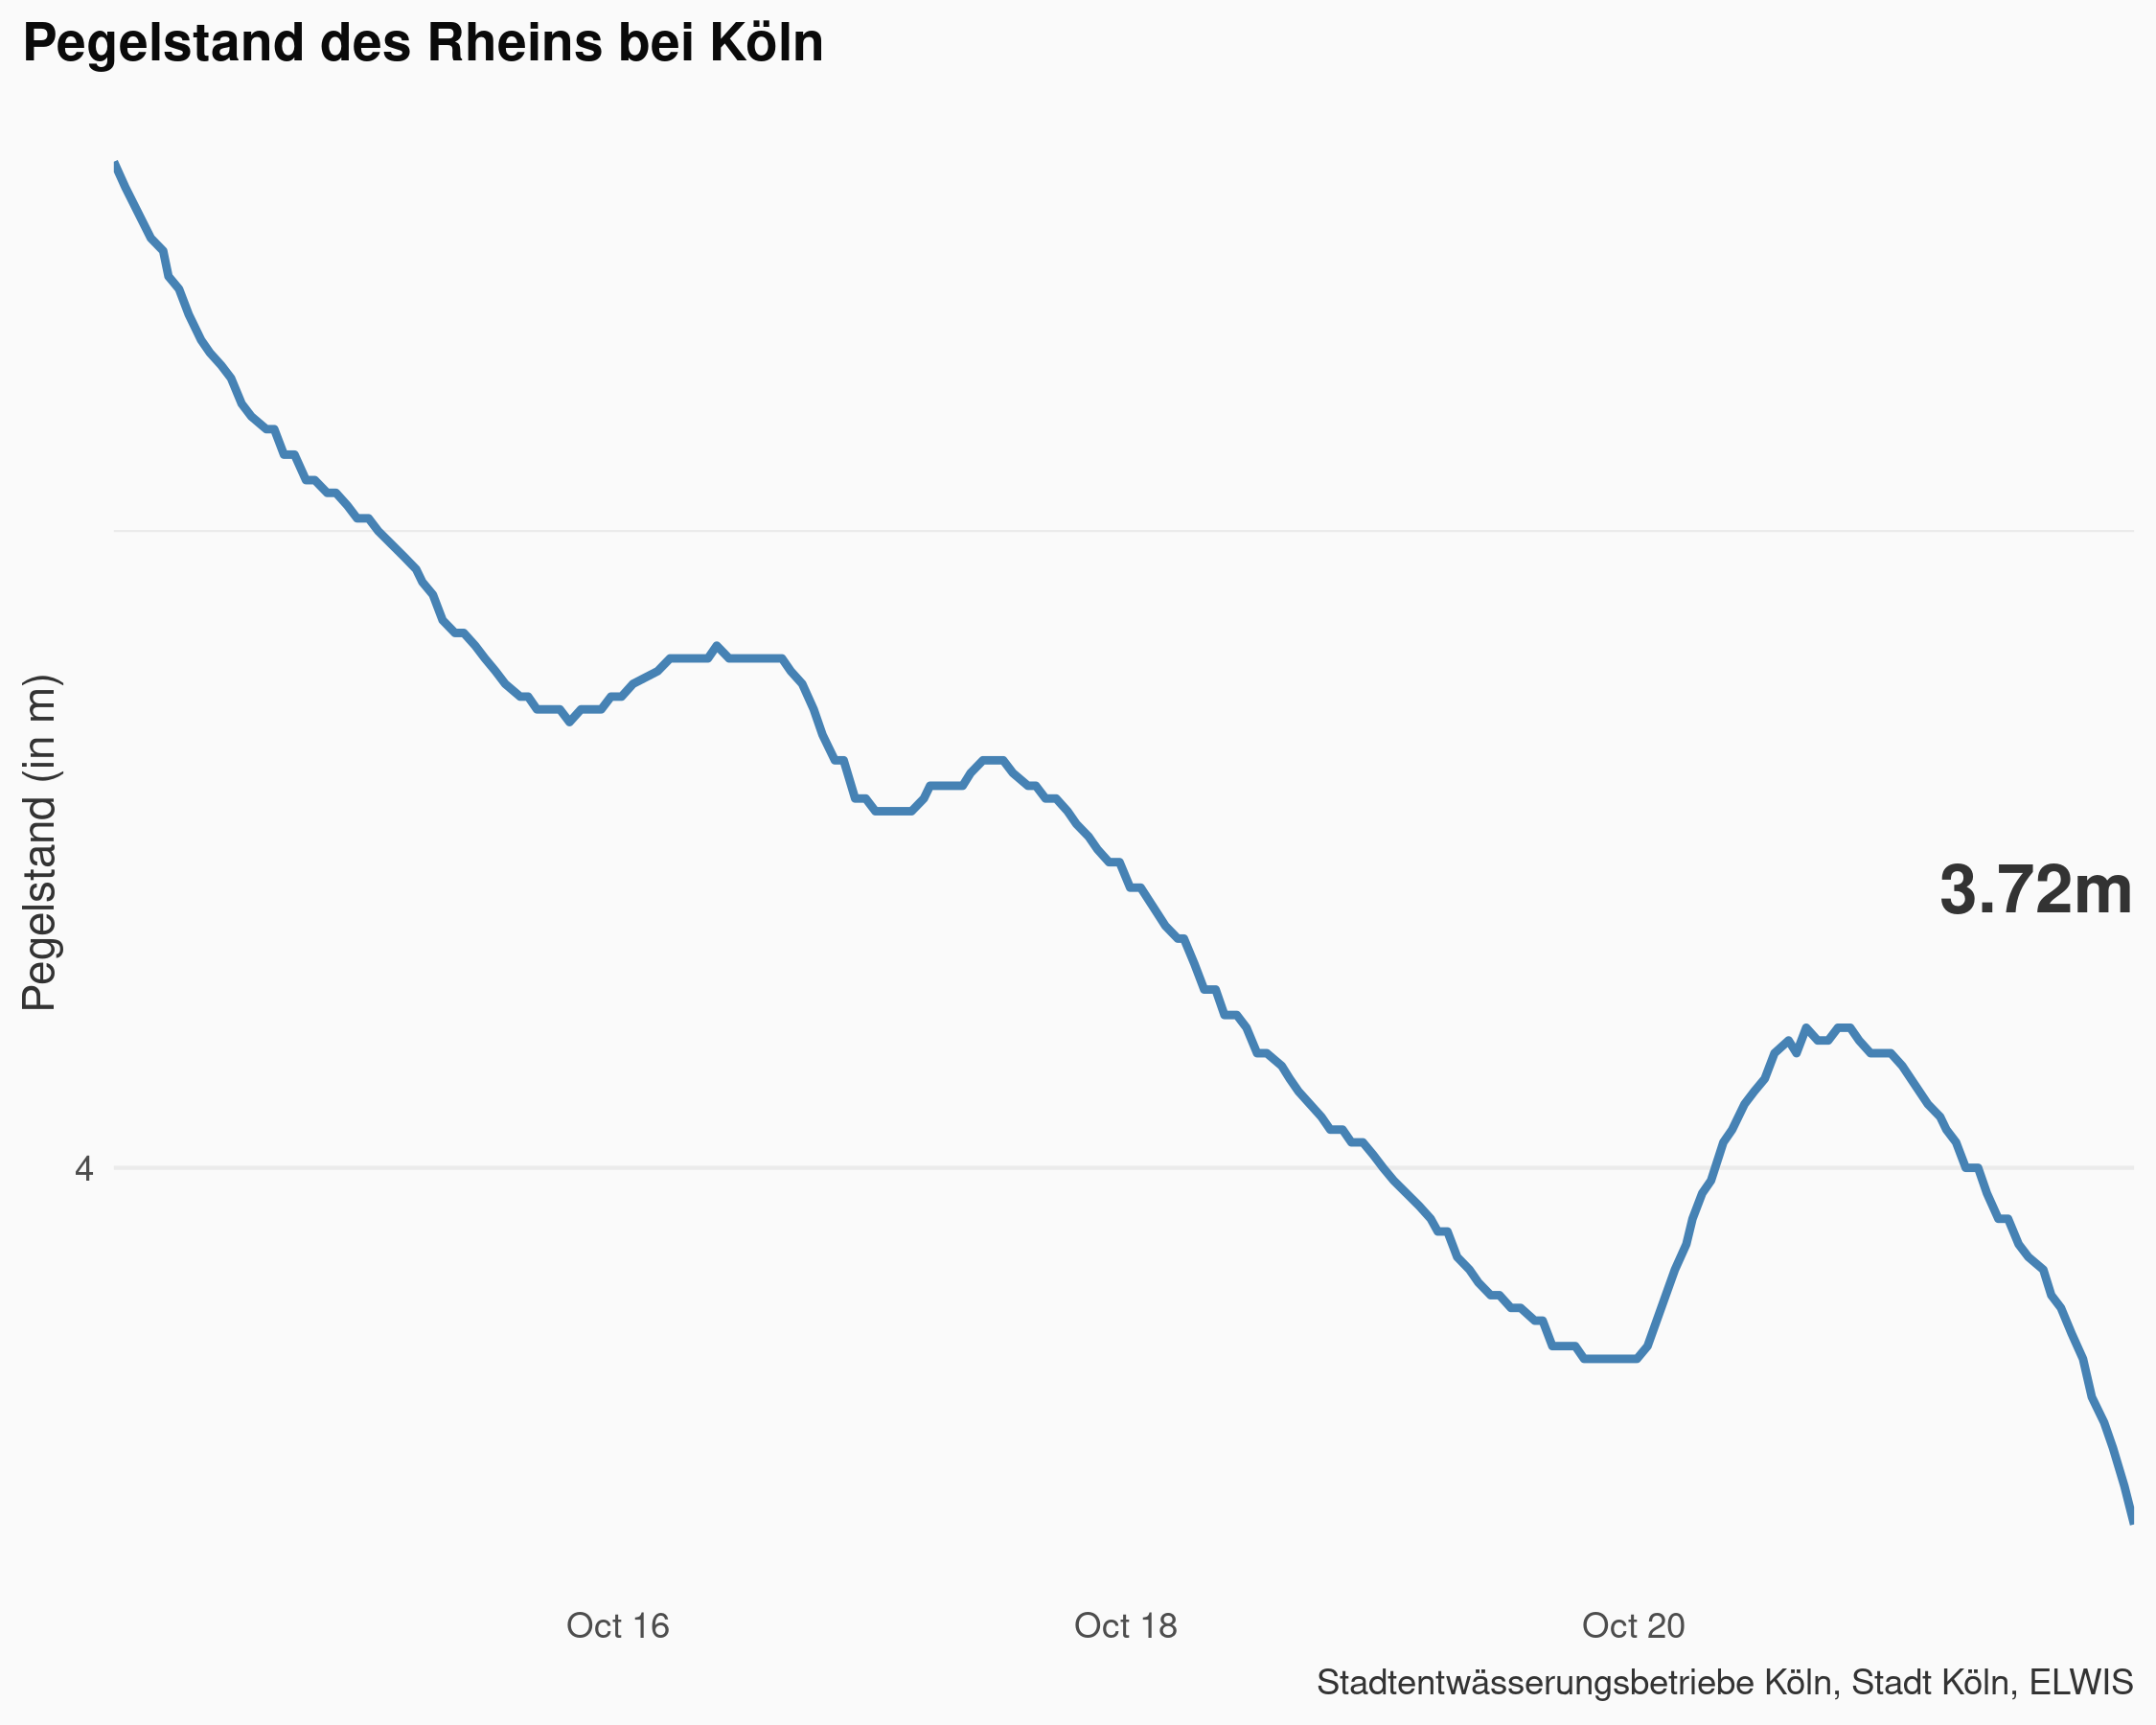 Pegelstand des Rheins bei Köln
Pegelstand (in m)
3.72m
4
Oct 16
Oct 18
Oct 20
Stadtentwässerungsbetriebe Köln, Stadt Köln, ELWIS